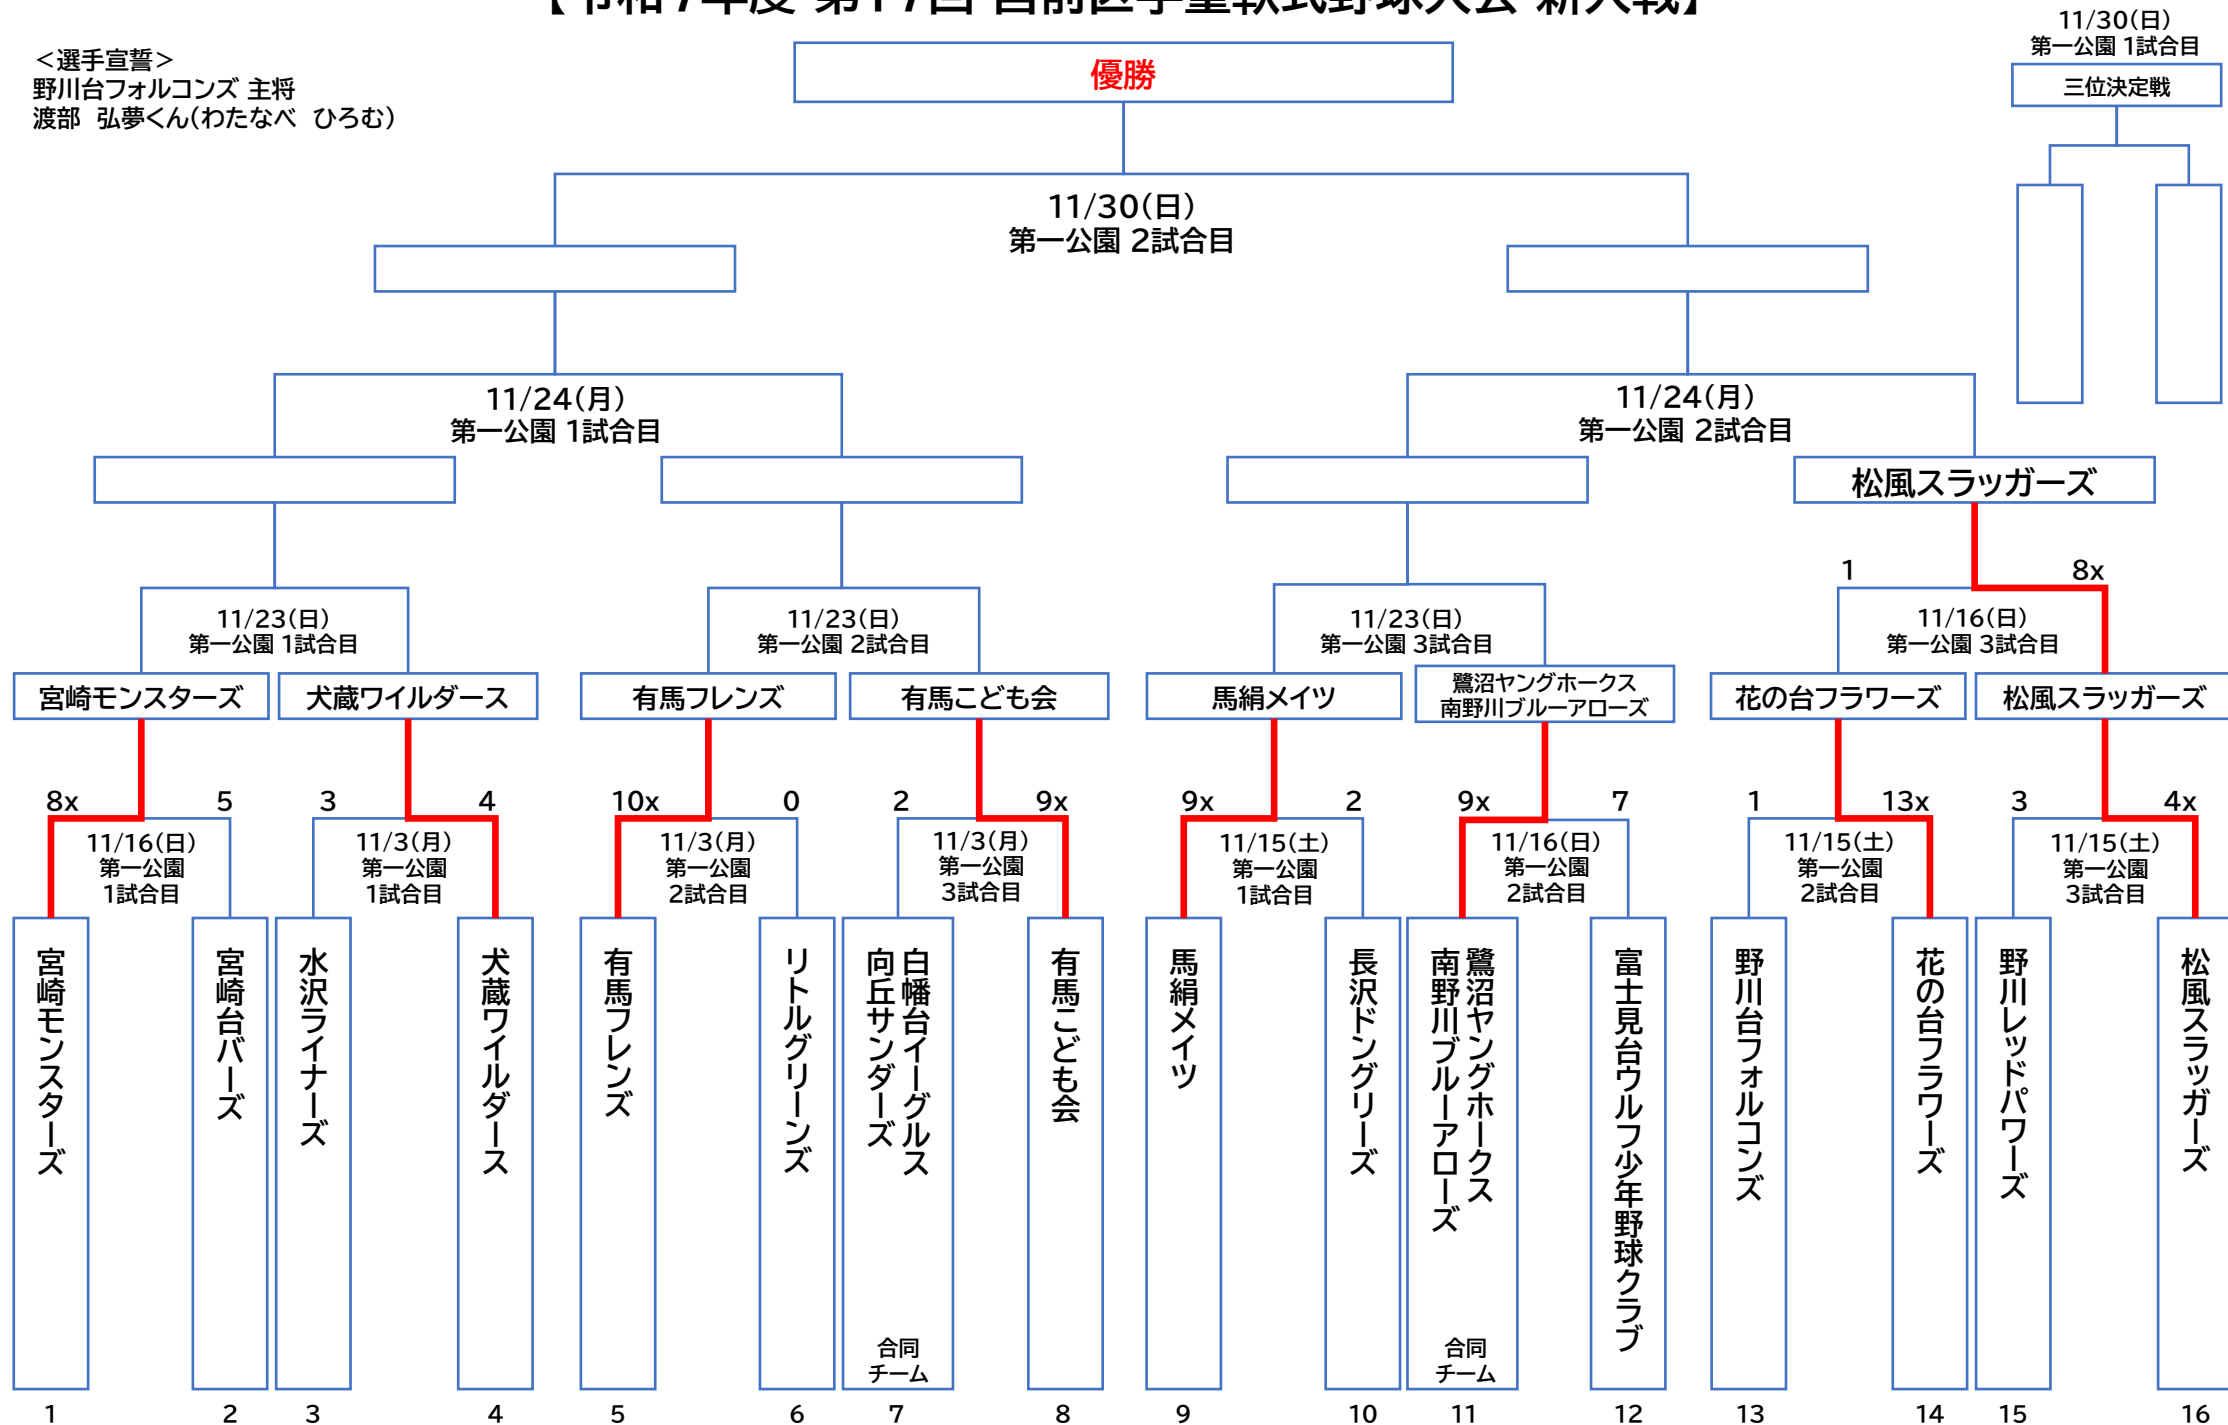 【令和7年度 第17回 宮前区学童軟式野球大会 新人戦】
＜選手宣誓＞
野川台フォルコンズ 主将
渡部 弘夢くん(わたなべ ひろむ)
優勝
11/30(日)
第一公園 1試合目
三位決定戦
11/30(日)
第一公園 2試合目
11/24(月)
第一公園 1試合目
11/24(月)
第一公園 2試合目
松風スラッガーズ
1
8x
11/23(日)
第一公園 1試合目
11/23(日)
第一公園 2試合目
11/23(日)
第一公園 3試合目
11/16(日)
第一公園 3試合目
宮崎モンスターズ
犬蔵ワイルダース
有馬フレンズ
有馬こども会
馬絹メイツ
鷺沼ヤングホークス
南野川ブルーアローズ
花の台フラワーズ
松風スラッガーズ
8x
5
3
4
10x
0
2
9x
9x
2
9x
7
1
13x
3
4x
11/16(日)
第一公園
1試合目
11/3(月)
第一公園
1試合目
11/3(月)
第一公園
2試合目
11/3(月)
第一公園
3試合目
11/15(土)
第一公園
1試合目
11/16(日)
第一公園
2試合目
11/15(土)
第一公園
2試合目
11/15(土)
第一公園
3試合目
宮崎モンスターズ
宮崎台バーズ
水沢ライナーズ
犬蔵ワイルダース
有馬フレンズ
リトルグリーンズ
白幡台イーグルス
向丘サンダーズ
合同
チーム
有馬こども会
馬絹メイツ
長沢ドングリーズ
鷺沼ヤングホークス
南野川ブルーアローズ
合同
チーム
富士見台ウルフ少年野球クラブ
野川台フォルコンズ
花の台フラワーズ
野川レッドパワーズ
松風スラッガーズ
1
2
3
4
5
6
7
8
9
10
11
12
13
14
15
16